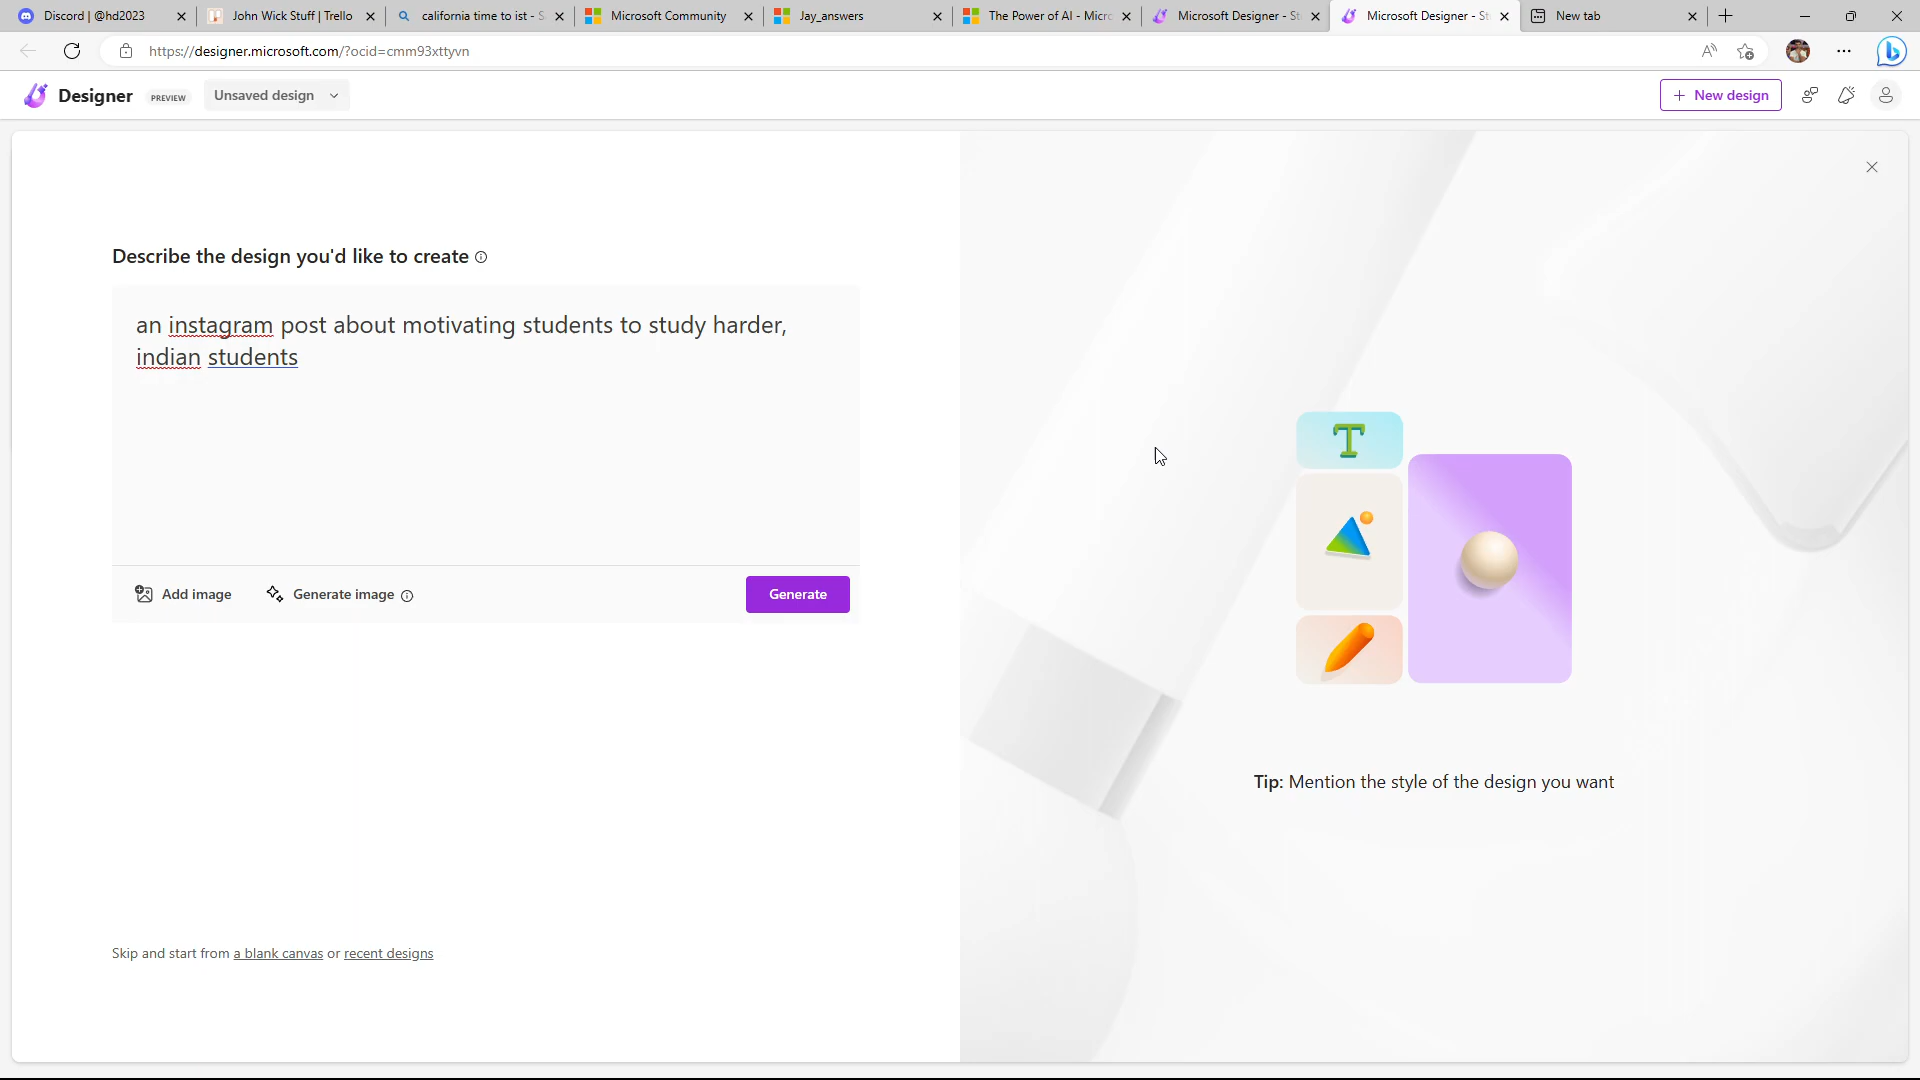 Discord | @hd2023
John Wick Stuff | Trello
california time to ist - S
Microsoft Community
Jay_answers
The Power of AI - Micro
Microsoft Designer - St
Microsoft Designer - St
New tab
https://designer.microsoft.com/?ocid=cmm93xttyvn
Designer PREVIEW Unsaved design
New design
Describe the design you'd like to create
an instagram post about motivating students to study harder,
indian students
Add image Generate image Generate
T
Tip: Mention the style of the design you want
Skip and start from a blank canvas or recent designs